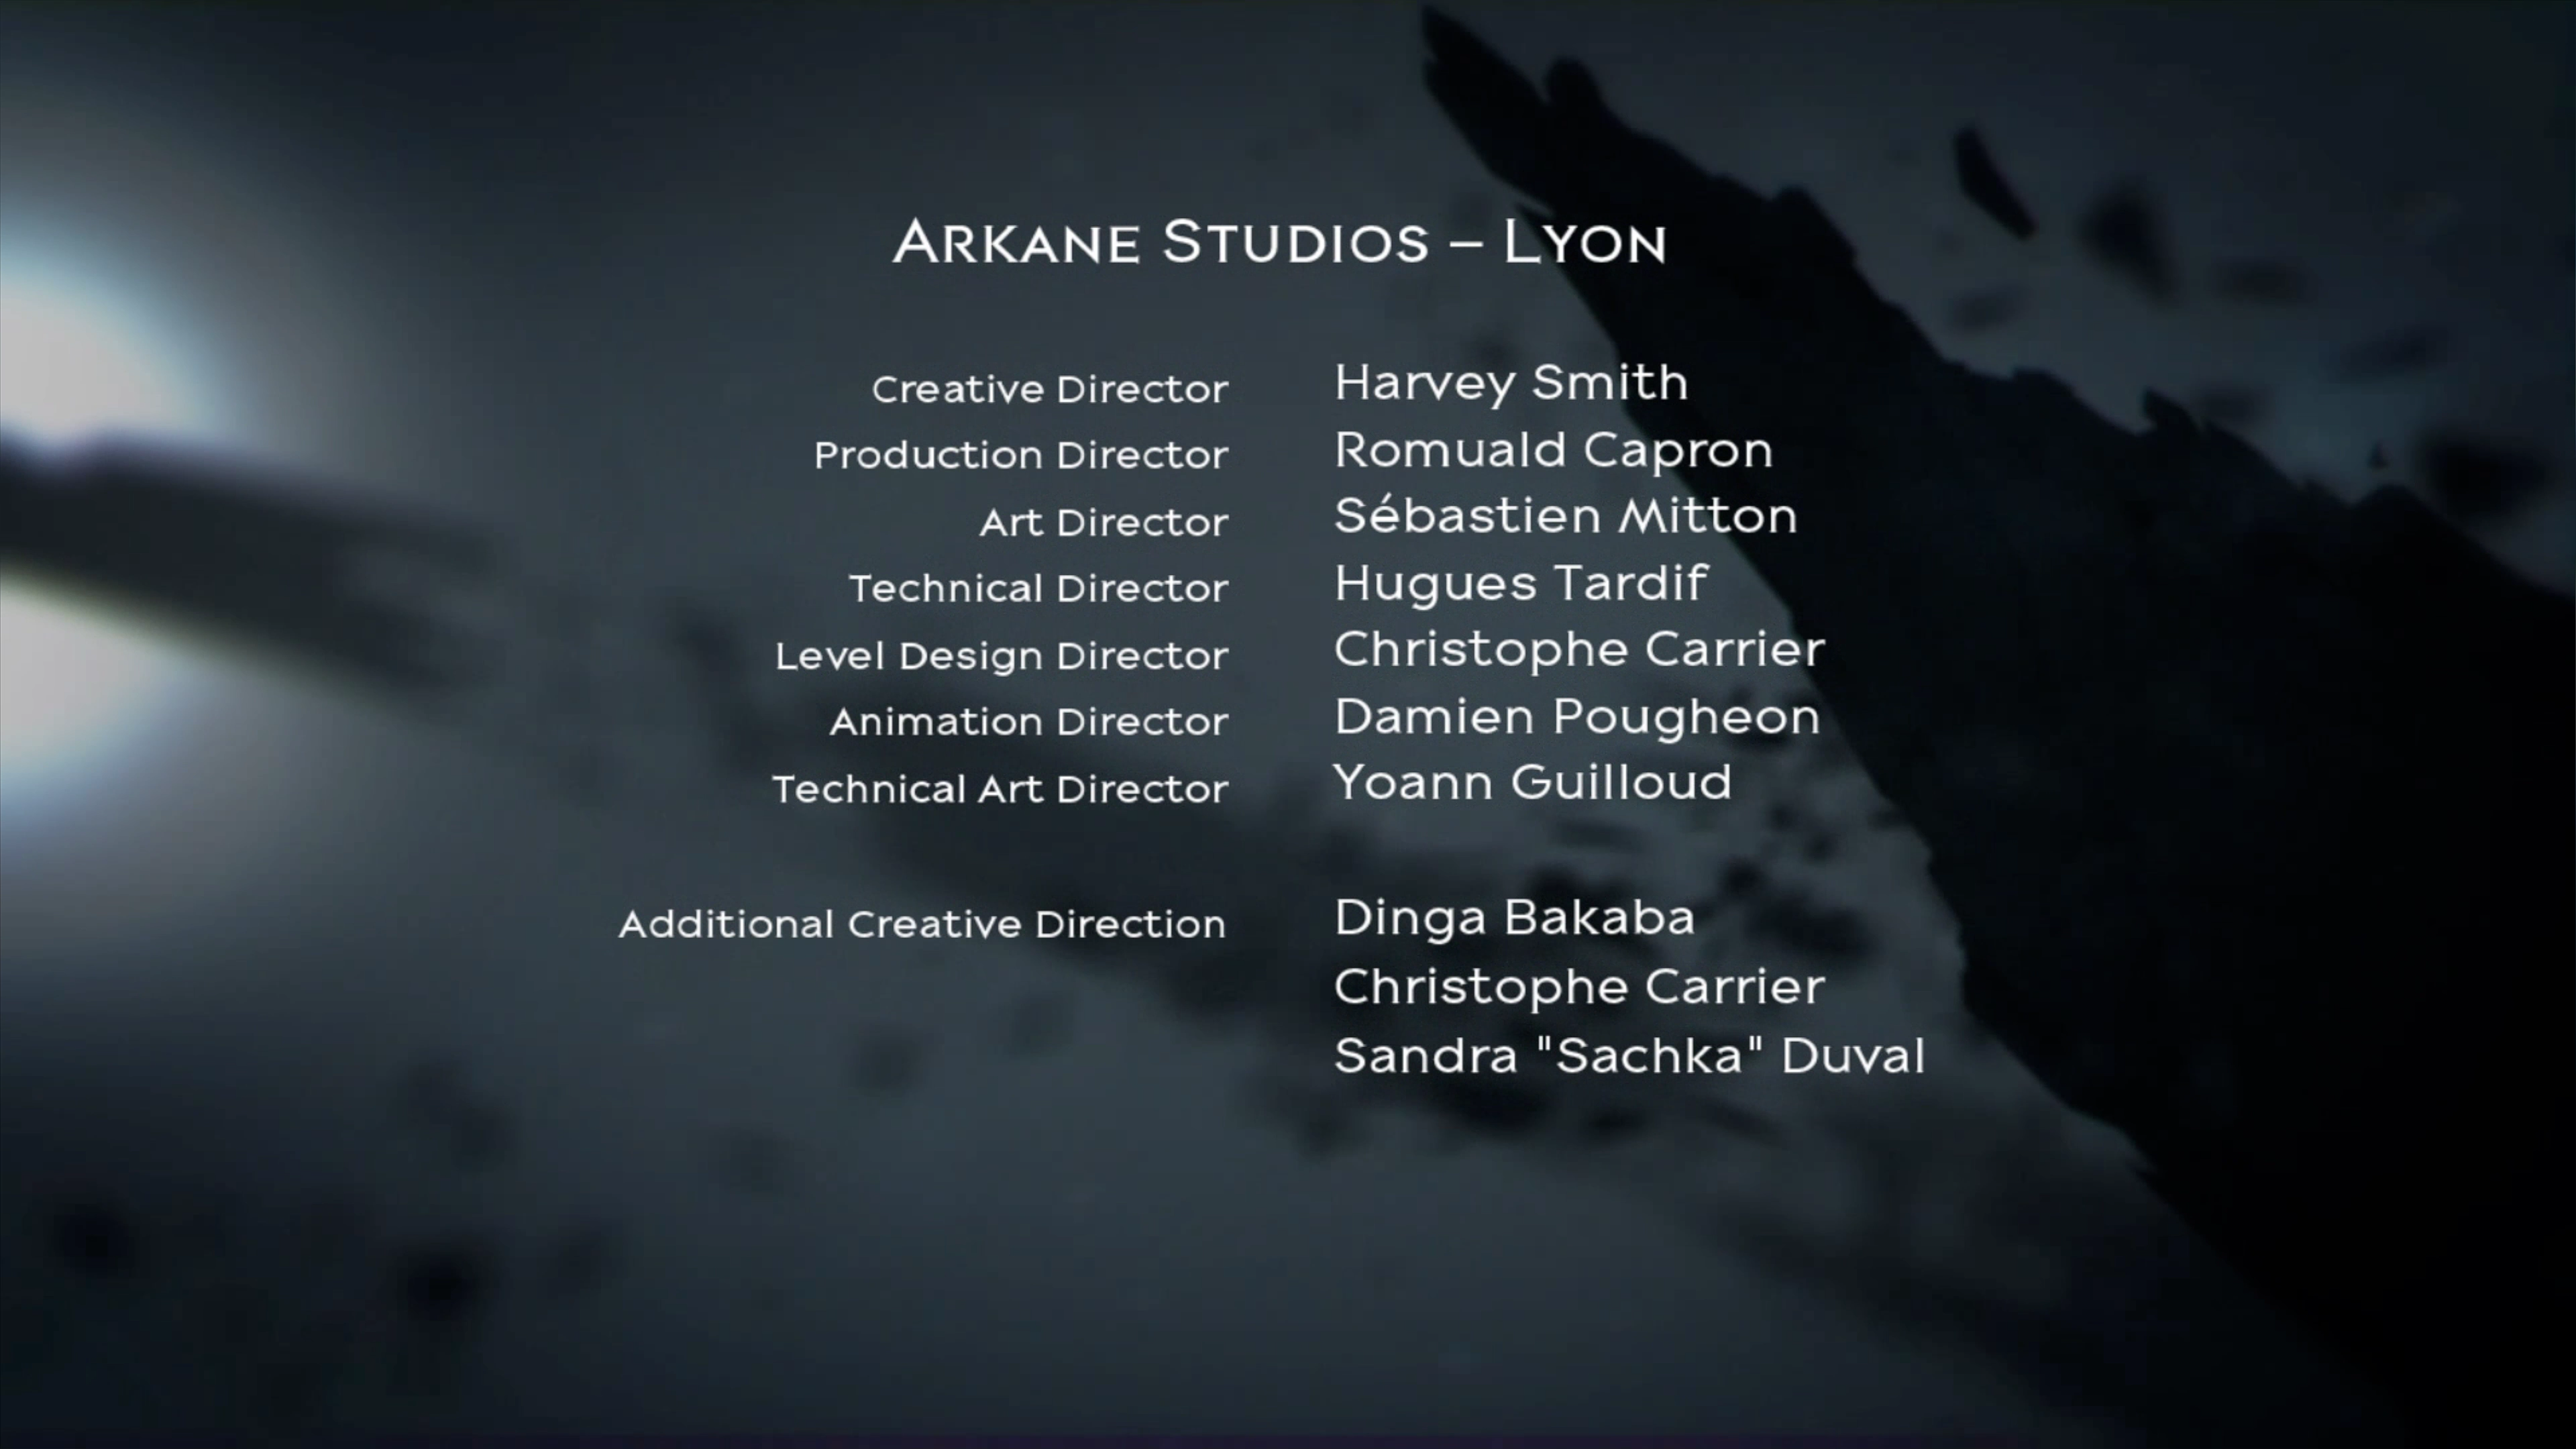 ARKANE STUDIOS – LYON
Creative Director Harvey Smith
Production Director Romuald Capron
Art Director Sébastien Mitton
Technical Director Hugues Tardif
Level Design Director Christophe Carrier
Animation Director Damien Pougheon
Technical Art Director Yoann Guilloud
Additional Creative Direction Dinga Bakaba
Christophe Carrier
Sandra "Sachka" Duval